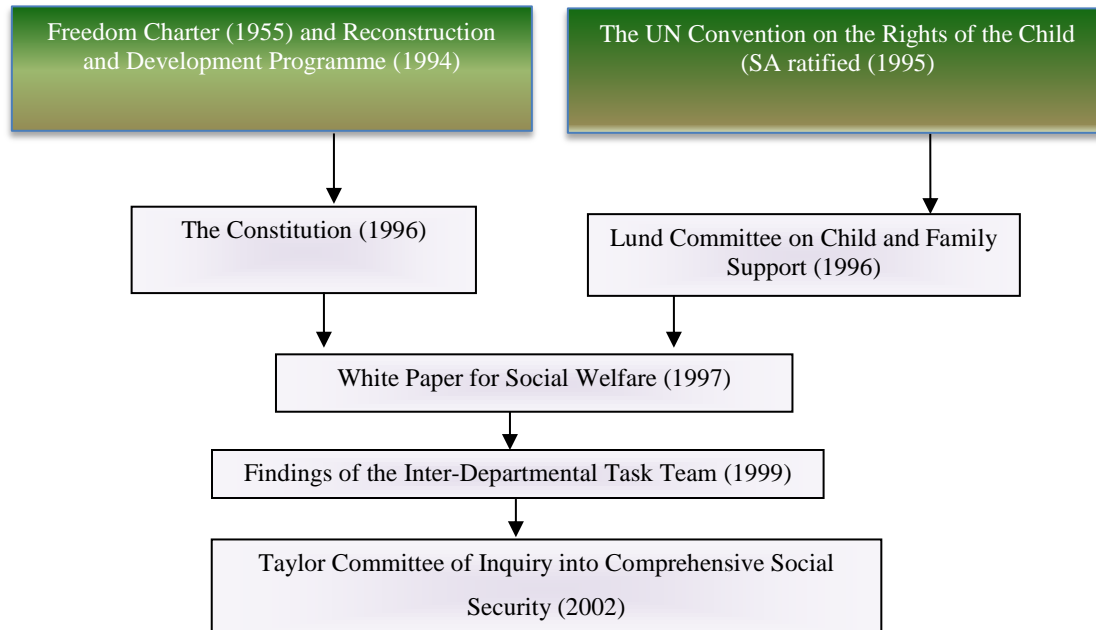 Freedom Charter (1955) and Reconstruction
and Development Programme (1994)
The UN Convention on the Rights of the Child
(SA ratified (1995)
The Constitution (1996)
Lund Committee on Child and Family
Support (1996)
White Paper for Social Welfare (1997)
Findings of the Inter-Departmental Task Team (1999)
Taylor Committee of Inquiry into Comprehensive Social
Security (2002)